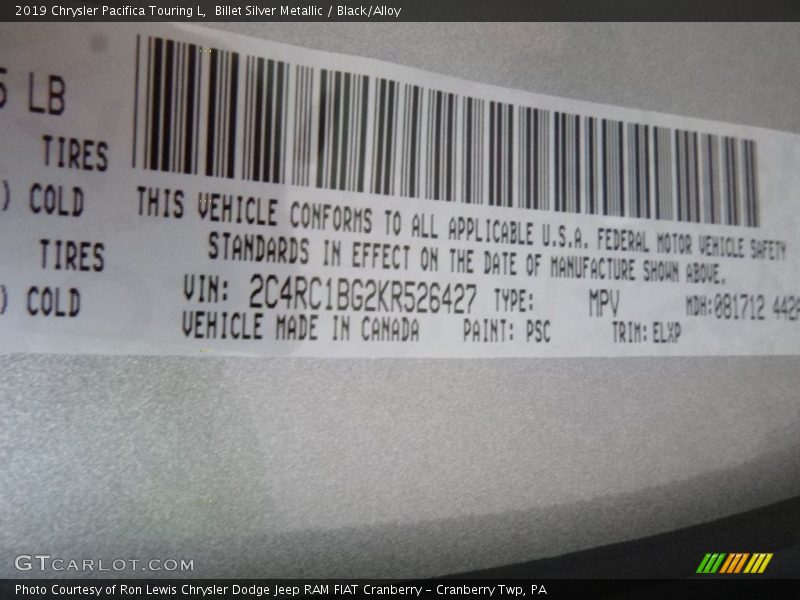 2019 Chrysler Pacifica Touring L, Billet Silver Metallic / Black/Alloy
LB
TIRES
) COLD
TIRES
) COLD
THIS VEHICLE CONFORMS TO ALL APPLICABLE U.S.A. FEDERAL MOTOR VEHICLE SAFETY
STANDARDS IN EFFECT ON THE DATE OF MANUFACTURE SHOWN ABOVE.
VIN: 2C4RC1BG2KR526427 TYPE: MPV MDH:081712 442
VEHICLE MADE IN CANADA PAINT: PSC TRIM: ELXP
GTCARLOT.COM
Photo Courtesy of Ron Lewis Chrysler Dodge Jeep RAM FIAT Cranberry - Cranberry Twp, PA